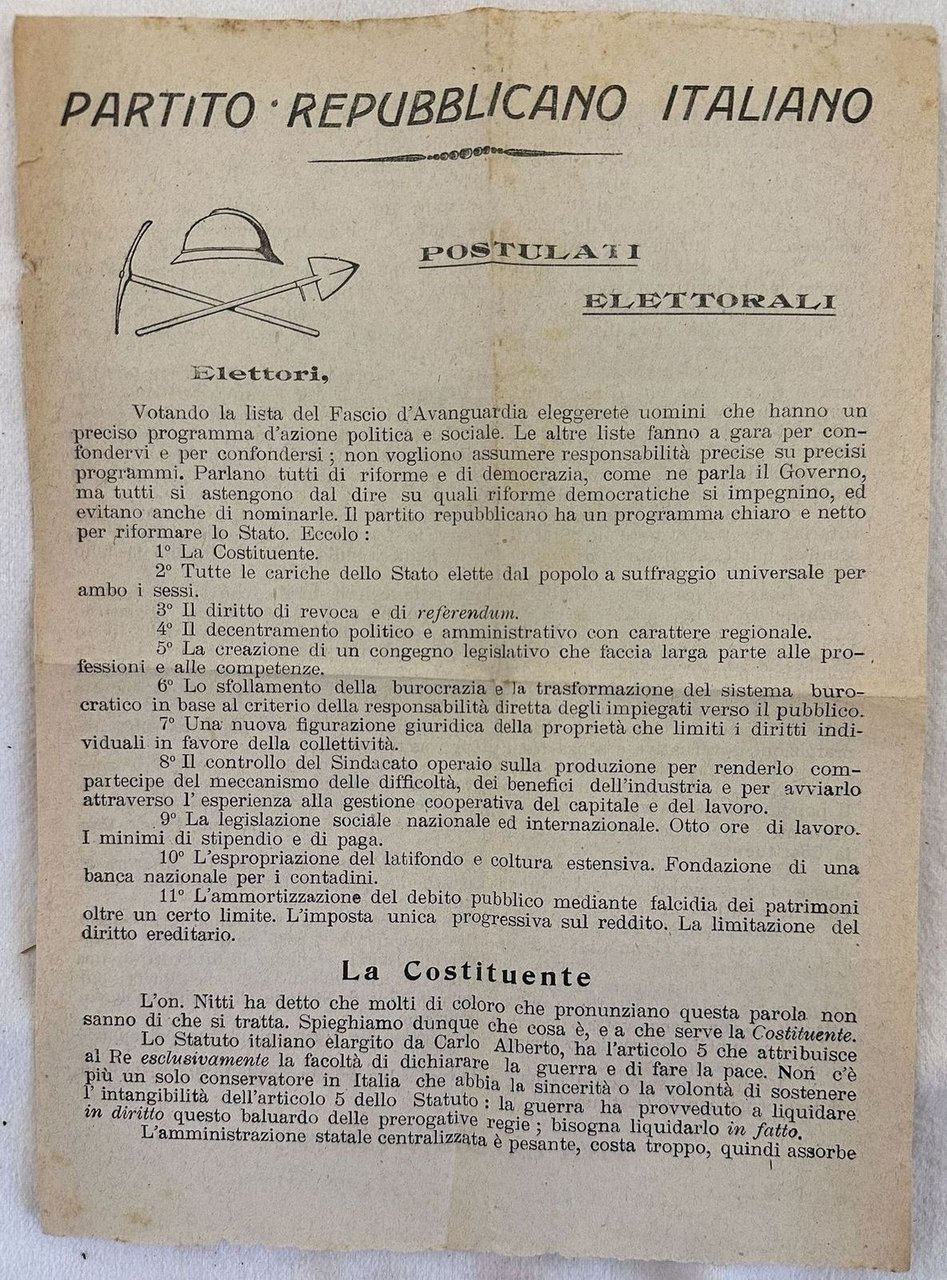 PARTITO · REPUBBLICANO ITALIANO
POSTULATI
ELETTORALI
Elettori,
Votando la lista del Fascio d'Avanguardia eleggerete uomini che hanno un
preciso programma d'azione politica e sociale. Le altre liste fanno a gara per con-
fondervi e per confondersi ; non vogliono assumere responsabilità precise su precisi
programmi. Parlano tutti di riforme e di democrazia, come ne parla il Governo,
ma tutti si astengono dal dire su quali riforme democratiche si impegnino, ed
evitano anche di nominarle. Il partito repubblicano ha un programma chiaro e netto
per riformare lo Stato. Eccolo :
1º La Costituente.
2º Tutte le cariche dello Stato elette dal popolo a suffragio universale per
ambo i sessi.
3º Il diritto di revoca e di referendum.
4º Il decentramento politico e amministrativo con carattere regionale.
5º La creazione di un congegno legislativo che faccia larga parte alle pro-
fessioni e alle competenze.
6º Lo sfollamento della burocrazia e la trasformazione del sistema buro-
cratico in base al criterio della responsabilità diretta degli impiegati verso il pubblico.
7º Una nuova figurazione giuridica della proprietà che limiti i diritti indi-
viduali in favore della collettività.
8º Il controllo del Sindacato operaio sulla produzione per renderlo com-
partecipe del meccanismo delle difficoltà, dei benefici dell'industria e per avviarlo
attraverso l' esperienza alla gestione cooperativa del capitale e del lavoro.
9º La legislazione sociale nazionale ed internazionale. Otto ore di lavoro.
I minimi di stipendio e di paga.
10º L'espropriazione del latifondo e coltura estensiva. Fondazione di una
banca nazionale per i contadini.
11º L'ammortizzazione del debito pubblico mediante falcidia dei patrimoni
oltre un certo limite. L'imposta unica progressiva sul reddito. La limitazione del
diritto ereditario.
La Costituente
L'on. Nitti ha detto che molti di coloro che pronunziano questa parola non
sanno di che si tratta. Spieghiamo dunque che cosa è, e a che serve la Costituente.
Lo Statuto italiano elargito da Carlo Alberto, ha l'articolo 5 che attribuisce
al Re esclusivamente la facoltà di dichiarare la guerra e di fare la pace. Non c'è
più un solo conservatore in Italia che abbia la sincerità o la volontà di sostenere
l' intangibilità dell'articolo 5 dello Statuto : la guerra ha provveduto a liquidare
in diritto questo baluardo delle prerogative regie ; bisogna liquidarlo in fatto.
L'amministrazione statale centralizzata è pesante, costa troppo, quindi assorbe